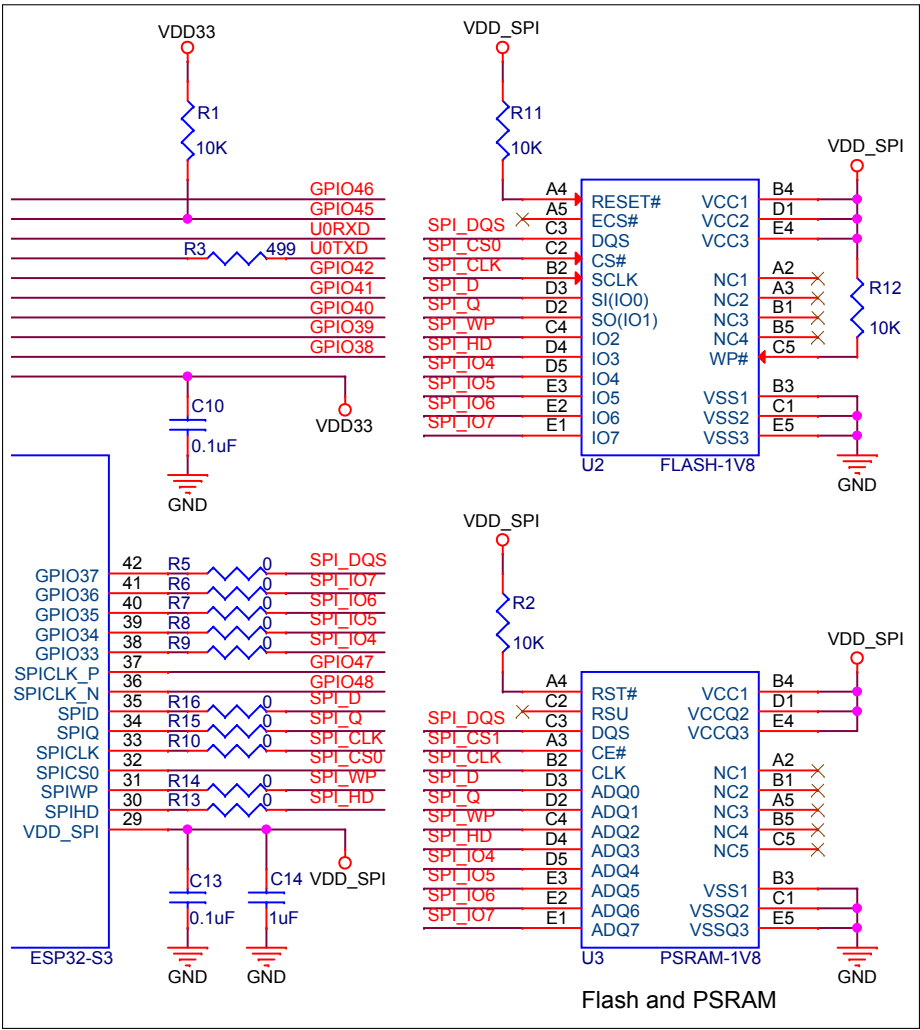 VDD33
R1
10K
GPIO46
GPIO45
U0RXD
R3 499 U0TXD
GPIO42
GPIO41
GPIO40
GPIO39
GPIO38
C10
0.1uF
GND
VDD33
VDD_SPI
R11
10K
VDD_SPI
A4 RESET# VCC1 B4
A5 ECS# VCC2 D1
SPI_DQS C3 DQS VCC3 E4
SPI_CS0 C2 CS#
SPI_CLK B2 SCLK NC1 A2
SPI_D D3 SI(IO0) NC2 A3
SPI_Q D2 SO(IO1) NC3 B1
SPI_WP C4 IO2 NC4 B5
SPI_HD D4 IO3 WP# C5
SPI_IO4 D5 IO4
SPI_IO5 E3 IO5 VSS1 B3
SPI_IO6 E2 IO6 VSS2 C1
SPI_IO7 E1 IO7 VSS3 E5
U2 FLASH-1V8
R12
10K
GND
GPIO37 42 R5 0 SPI_DQS
GPIO36 41 R6 0 SPI_IO7
GPIO35 40 R7 0 SPI_IO6
GPIO34 39 R8 0 SPI_IO5
GPIO33 38 R9 0 SPI_IO4
SPICLK_P 37 GPIO47
SPICLK_N 36 GPIO48
SPID 35 R16 0 SPI_D
SPIQ 34 R15 0 SPI_Q
SPICLK 33 R10 0 SPI_CLK
SPICS0 32 SPI_CS0
SPIWP 31 R14 0 SPI_WP
SPIHD 30 R13 0 SPI_HD
VDD_SPI 29
VDD_SPI
C13
0.1uF
GND
C14
1uF
GND
ESP32-S3
VDD_SPI
R2
10K
VDD_SPI
A4 RST# VCC1 B4
C2 RSU VCCQ2 D1
SPI_DQS C3 DQS VCCQ3 E4
SPI_CS1 A3 CE#
SPI_CLK B2 CLK NC1 A2
SPI_D D3 ADQ0 NC2 B1
SPI_Q D2 ADQ1 NC3 A5
SPI_WP C4 ADQ2 NC4 B5
SPI_HD D4 ADQ3 NC5 C5
SPI_IO4 D5 ADQ4
SPI_IO5 E3 ADQ5 VSS1 B3
SPI_IO6 E2 ADQ6 VSSQ2 C1
SPI_IO7 E1 ADQ7 VSSQ3 E5
U3 PSRAM-1V8
GND
Flash and PSRAM